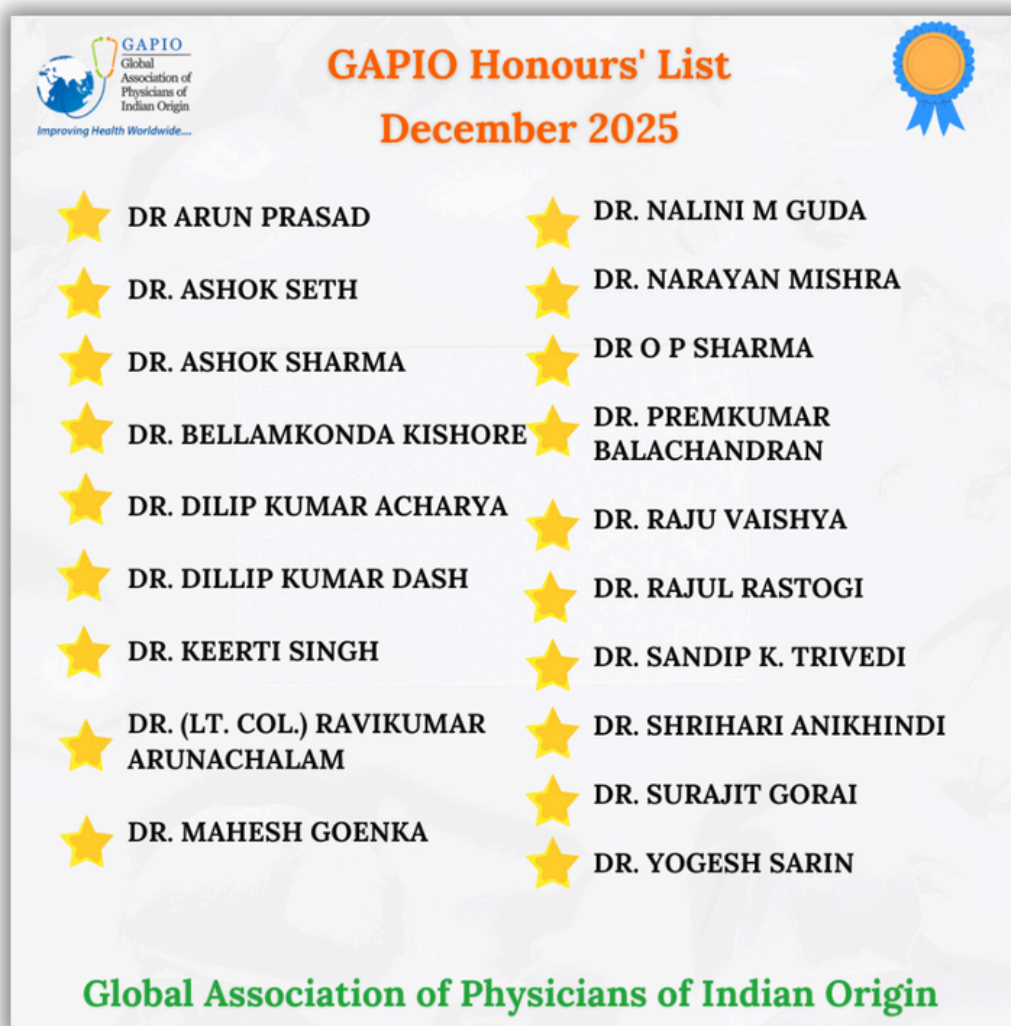 GAPIO
Global
Association of
Physicians of
Indian Origin
Improving Health Worldwide....
GAPIO Honours' List
December 2025
DR ARUN PRASAD
DR. ASHOK SETH
DR. ASHOK SHARMA
DR. BELLAMKONDA KISHORE
DR. DILIP KUMAR ACHARYA
DR. DILLIP KUMAR DASH
DR. KEERTI SINGH
DR. (LT. COL.) RAVIKUMAR
ARUNACHALAM
DR. MAHESH GOENKA
DR. NALINI M GUDA
DR. NARAYAN MISHRA
DR O P SHARMA
DR. PREMKUMAR
BALACHANDRAN
DR. RAJU VAISHYA
DR. RAJUL RASTOGI
DR. SANDIP K. TRIVEDI
DR. SHRIHARI ANIKHINDI
DR. SURAJIT GORAI
DR. YOGESH SARIN
Global Association of Physicians of Indian Origin